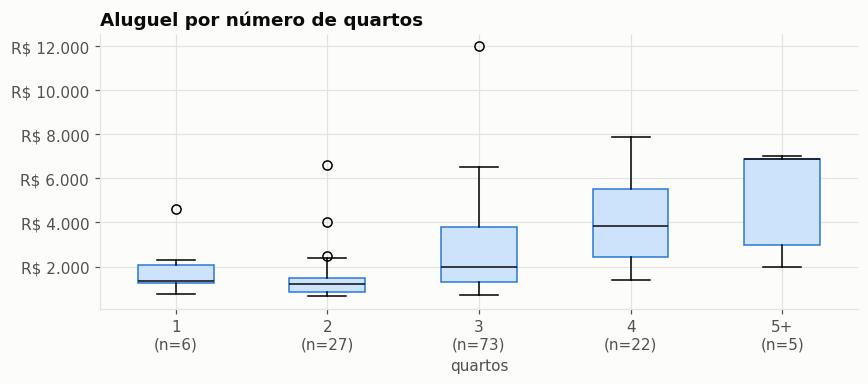 Aluguel por número de quartos
R$ 12.000
R$ 10.000
R$ 8.000
R$ 6.000
R$ 4.000
R$ 2.000
1 2 3 4 5+
(n=6) (n=27) (n=73) (n=22) (n=5)
quartos